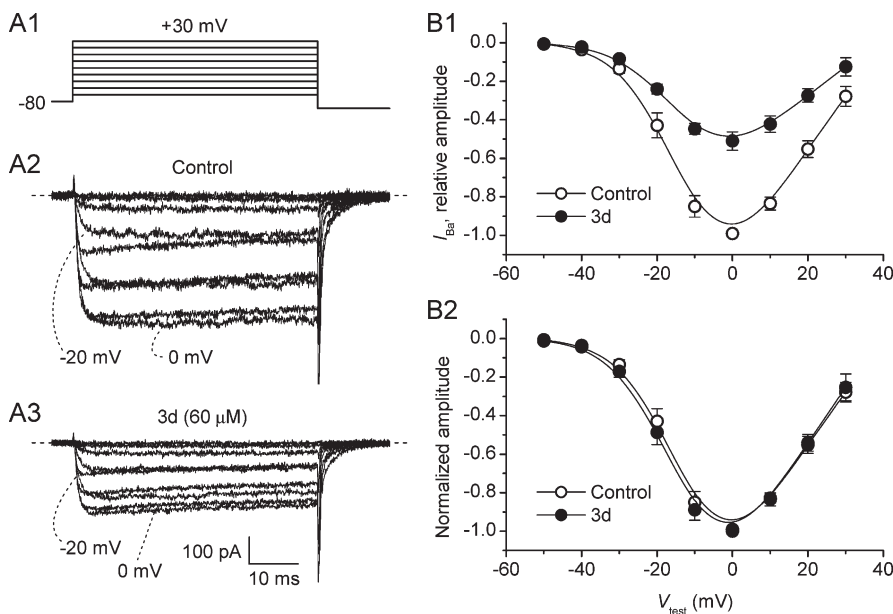 A1
+30 mV
-80
A2
Control
-20 mV
0 mV
A3
3d (60 μM)
-20 mV
0 mV
100 pA
10 ms
B1
I_Ba, relative amplitude
0.0
-0.2
-0.4
-0.6
-0.8
-1.0
Control
3d
-60 -40 -20 0 20 40
B2
Normalized amplitude
0.0
-0.2
-0.4
-0.6
-0.8
-1.0
Control
3d
-60 -40 -20 0 20 40
V_test (mV)